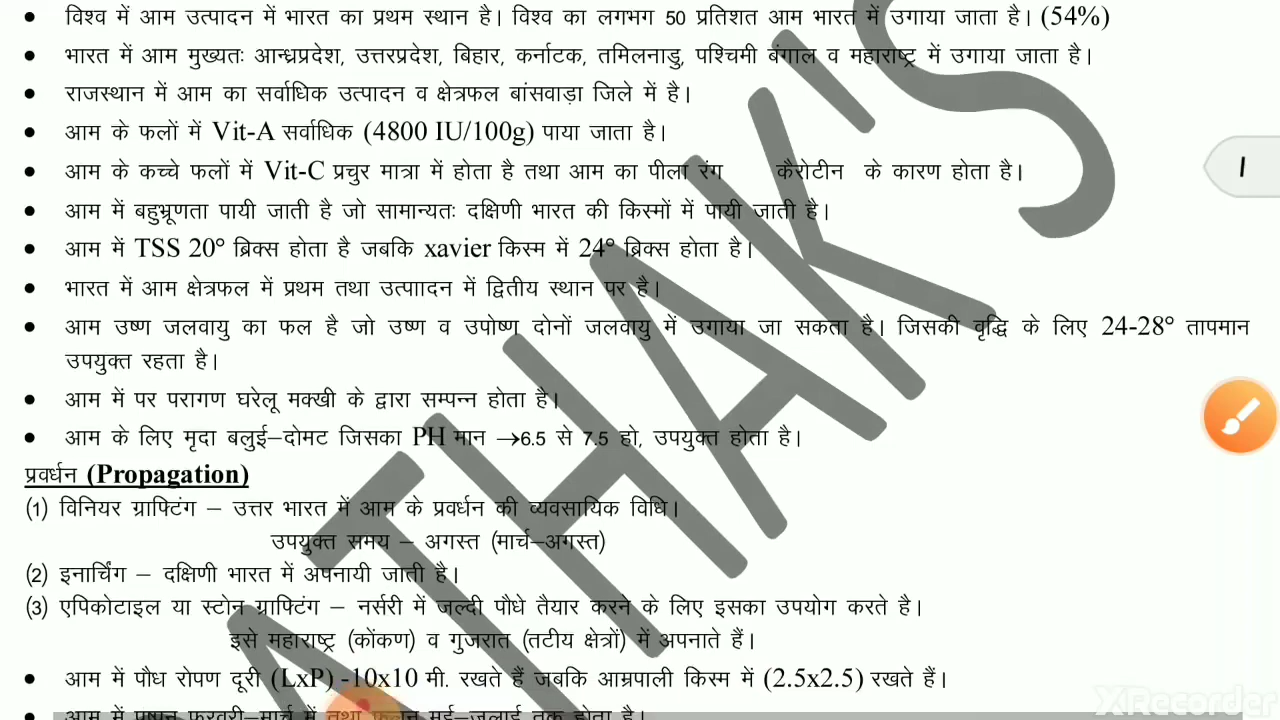 • विश्व में आम उत्पादन में भारत का प्रथम स्थान है। विश्व का लगभग 50 प्रतिशत आम भारत में उगाया जाता है। (54%)
• भारत में आम मुख्यतः आन्ध्रप्रदेश, उत्तरप्रदेश, बिहार, कर्नाटक, तमिलनाडु, पश्चिमी बंगाल व महाराष्ट्र में उगाया जाता है।
• राजस्थान में आम का सर्वाधिक उत्पादन व क्षेत्रफल बांसवाड़ा जिले में है।
• आम के फलों में Vit-A सर्वाधिक (4800 IU/100g) पाया जाता है।
• आम के कच्चे फलों में Vit-C प्रचुर मात्रा में होता है तथा आम का पीला रंग कैरोटीन के कारण होता है।
• आम में बहुभ्रूणता पायी जाती है जो सामान्यतः दक्षिणी भारत की किस्मों में पायी जाती है।
• आम में TSS 20° ब्रिक्स होता है जबकि xavier किस्म में 24° ब्रिक्स होता है।
• भारत में आम क्षेत्रफल में प्रथम तथा उत्पाादन में द्वितीय स्थान पर है।
• आम उष्ण जलवायु का फल है जो उष्ण व उपोष्ण दोनों जलवायु में उगाया जा सकता है। जिसकी वृद्धि के लिए 24-28° तापमान
उपयुक्त रहता है।
• आम में पर परागण घरेलू मक्खी के द्वारा सम्पन्न होता है।
• आम के लिए मृदा बलुई–दोमट जिसका PH मान →6.5 से 7.5 हो, उपयुक्त होता है।
प्रवर्धन (Propagation)
(1) विनियर ग्राफ्टिंग – उत्तर भारत में आम के प्रवर्धन की व्यवसायिक विधि।
उपयुक्त समय – अगस्त (मार्च–अगस्त)
(2) इनार्चिंग – दक्षिणी भारत में अपनायी जाती है।
(3) एपिकोटाइल या स्टोन ग्राफ्टिंग – नर्सरी में जल्दी पौधे तैयार करने के लिए इसका उपयोग करते है।
इसे महाराष्ट्र (कोंकण) व गुजरात (तटीय क्षेत्रों) में अपनाते हैं।
• आम में पौध रोपण दूरी (LxP) -10x10 मी. रखते हैं जबकि आम्रपाली किस्म में (2.5x2.5) रखते हैं।
• आम में पुष्पन फरवरी–मार्च में तथा फलन मई–जुलाई तक होता है।
ATHAK'S
1
XRecorder